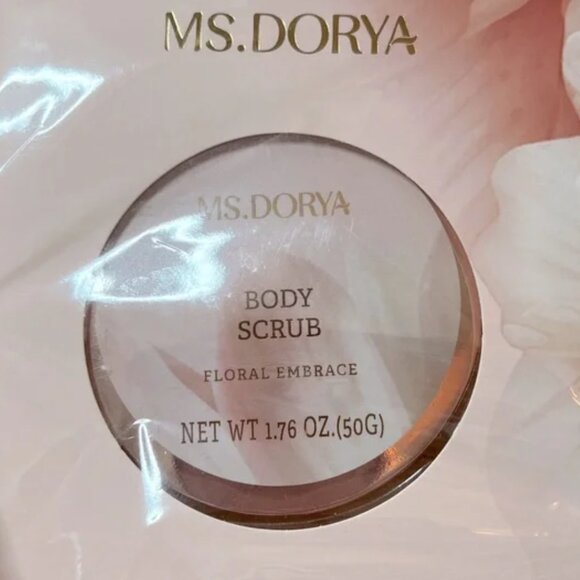 MS.DORYA
MS.DORYA
BODY
SCRUB
FLORAL EMBRACE
NET WT 1.76 OZ.(50G)